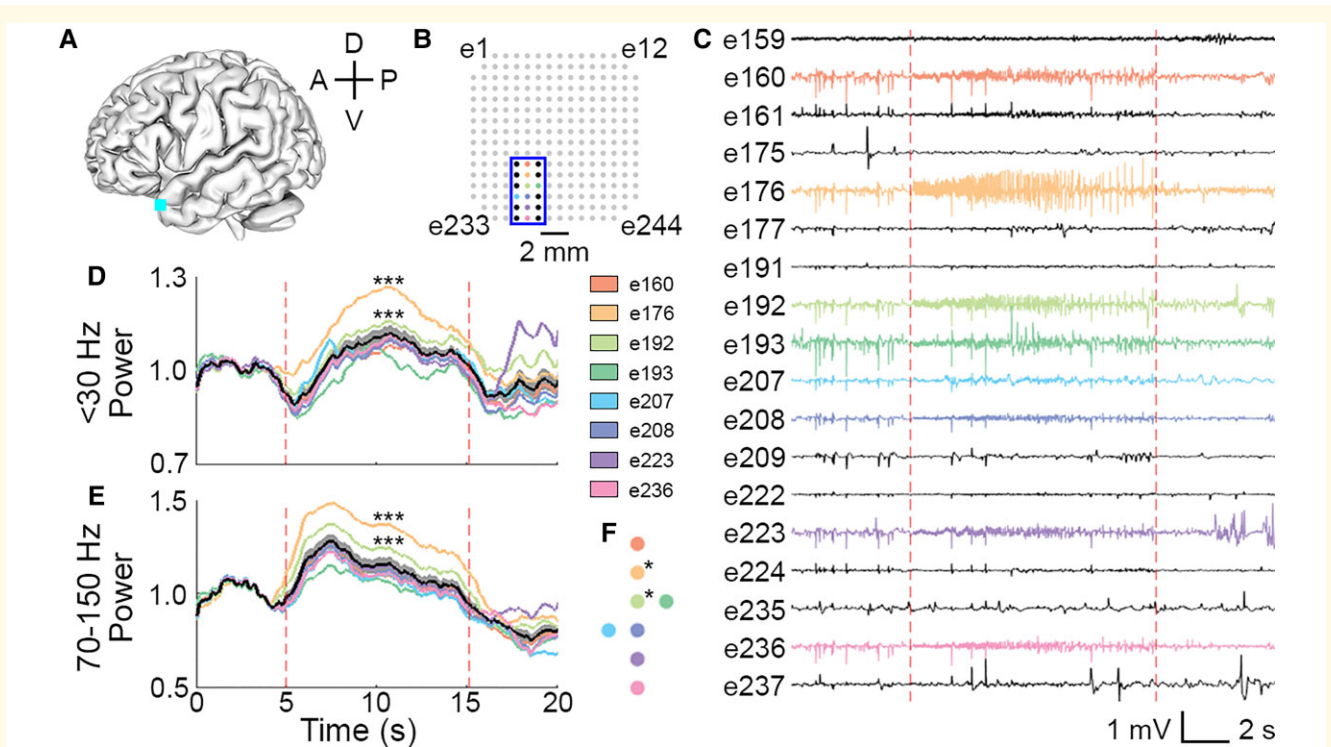 A
D
A P
V
B
e1 e12
e233 e244
2 mm
C
e159
e160
e161
e175
e176
e177
e191
e192
e193
e207
e208
e209
e222
e223
e224
e235
e236
e237
1 mV 2 s
D
<30 Hz
Power
1.3
1.0
0.7
***
***
e160
e176
e192
e193
e207
e208
e223
e236
E
70-150 Hz
Power
1.5
1.0
0.5
***
***
0 5 10 15 20
Time (s)
F
*
*